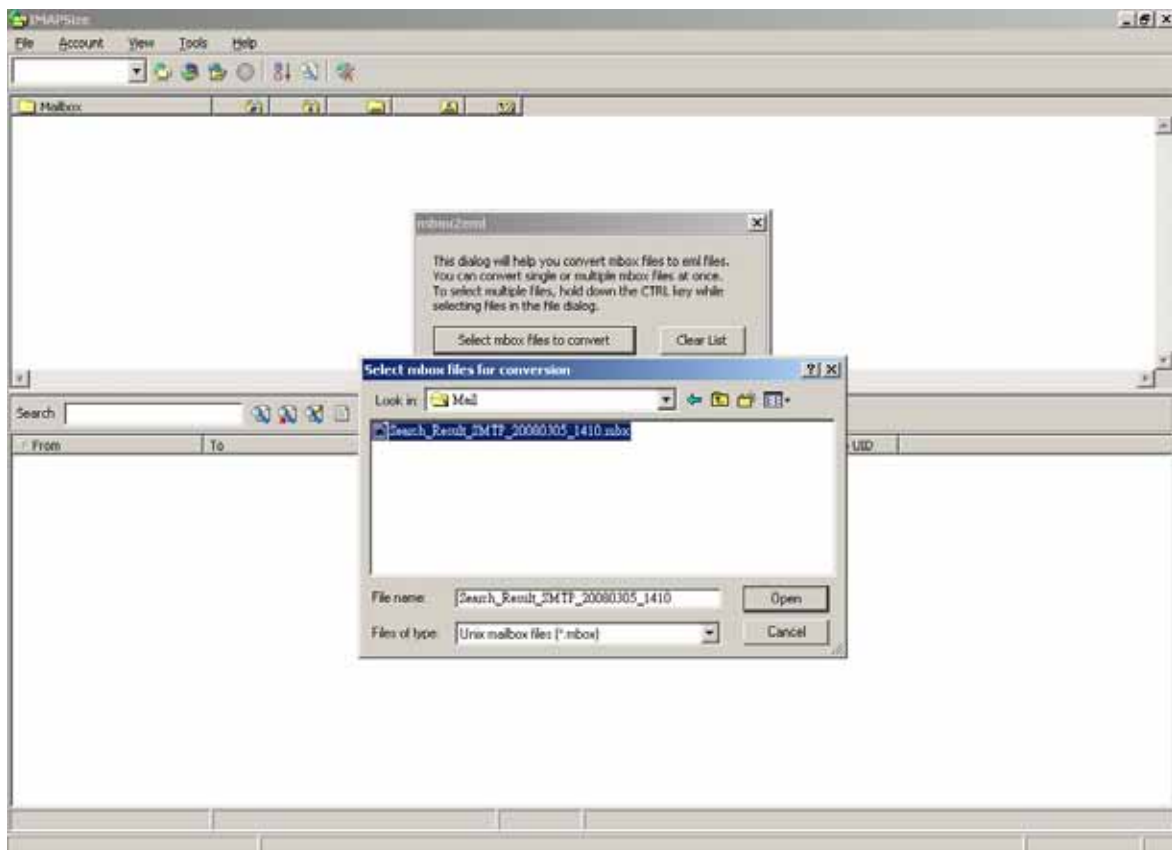 IMAPSize
File Account View Tools Help
Mailbox
mbox2eml
This dialog will help you convert mbox files to eml files.
You can convert single or multiple mbox files at once.
To select multiple files, hold down the CTRL key while
selecting files in the file dialog.
Select mbox files to convert Clear List
Select mbox files for conversion
Look in: Mail
Search_Result_SMTP_20080305_1410.mbx
File name: Search_Result_SMTP_20080305_1410 Open
Files of type: Unix mailbox files (*.mbox) Cancel
Search
From To UID